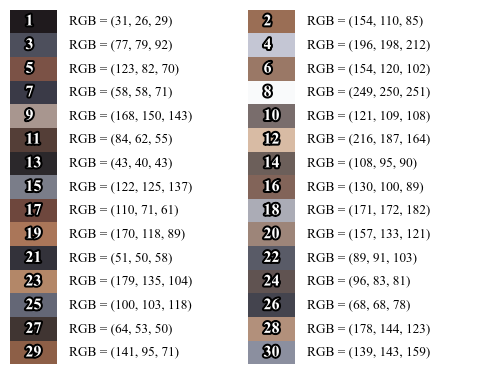 1 RGB = (31, 26, 29) 2 RGB = (154, 110, 85)
3 RGB = (77, 79, 92) 4 RGB = (196, 198, 212)
5 RGB = (123, 82, 70) 6 RGB = (154, 120, 102)
7 RGB = (58, 58, 71) 8 RGB = (249, 250, 251)
9 RGB = (168, 150, 143) 10 RGB = (121, 109, 108)
11 RGB = (84, 62, 55) 12 RGB = (216, 187, 164)
13 RGB = (43, 40, 43) 14 RGB = (108, 95, 90)
15 RGB = (122, 125, 137) 16 RGB = (130, 100, 89)
17 RGB = (110, 71, 61) 18 RGB = (171, 172, 182)
19 RGB = (170, 118, 89) 20 RGB = (157, 133, 121)
21 RGB = (51, 50, 58) 22 RGB = (89, 91, 103)
23 RGB = (179, 135, 104) 24 RGB = (96, 83, 81)
25 RGB = (100, 103, 118) 26 RGB = (68, 68, 78)
27 RGB = (64, 53, 50) 28 RGB = (178, 144, 123)
29 RGB = (141, 95, 71) 30 RGB = (139, 143, 159)